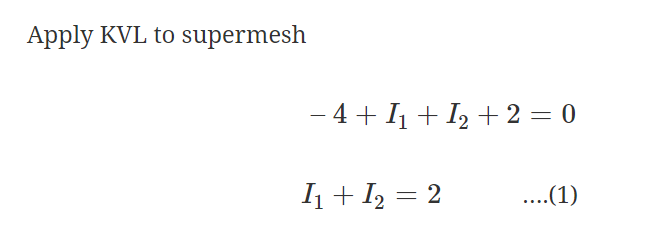 Apply KVL to supermesh
– 4 + I₁ + I₂ + 2 = 0
I₁ + I₂ = 2 ....(1)